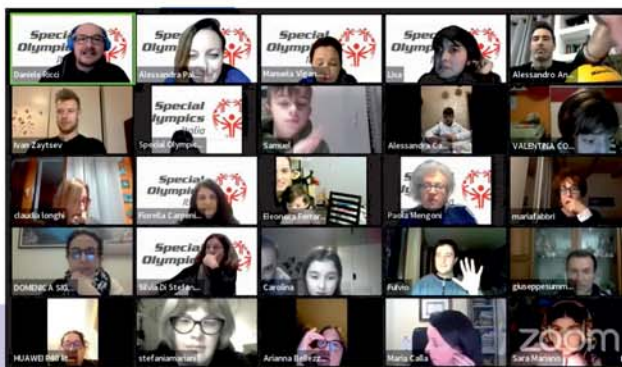 Special
Olympics
Daniele Ricci
Special
Olympics
Alessandra Pal...
Special
Olympics
Manuela Vigan...
Special
Olympics
Lisa
Alessandro An...
Ivan Zaytsev
Special
Olympics
Italia
Special Olympic...
Samuel
Alessandra Ca...
VALENTINA CO...
claudia longhi
Special
Olympics
Fiorella
Eleonora Ferrar...
Special
Olympics
Paola Mengoni
mariafabbri
DOMENICA SIG...
Special
Olympics
Silvia Di Stefan...
Carolina
Fulvio
giuseppesumm...
HUAWEI P40 lit...
stefaniamariani
Arianna Bellezz...
Maria Calla
Sara Mariano
zoom